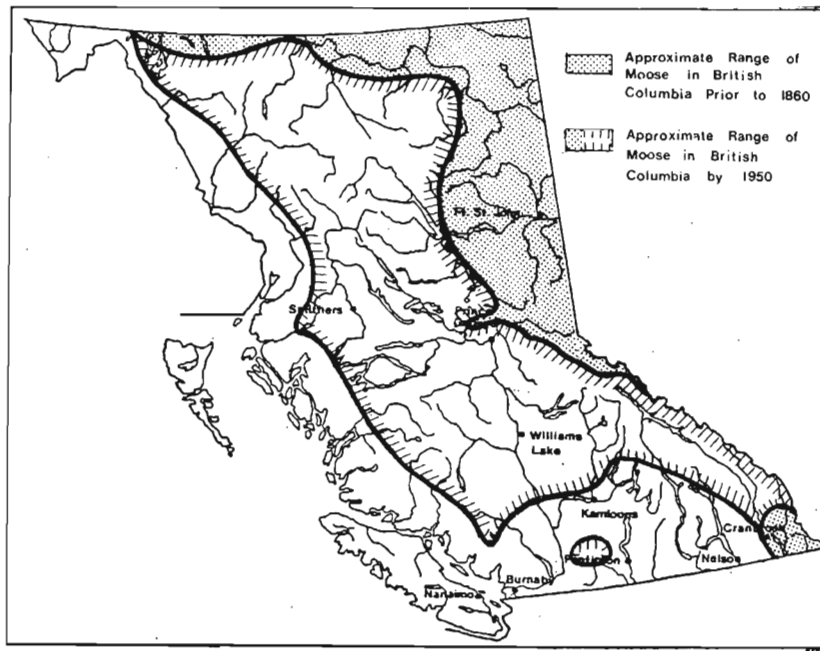 Approximate Range of
Moose in British
Columbia Prior to 1860
Approximate Range of
Moose in British
Columbia by 1950
Ft. St. John
Smithers
Prince
Williams
Lake
Kamloops
Cranbrook
Penticton
Nelson
Burnaby
Nanaimo